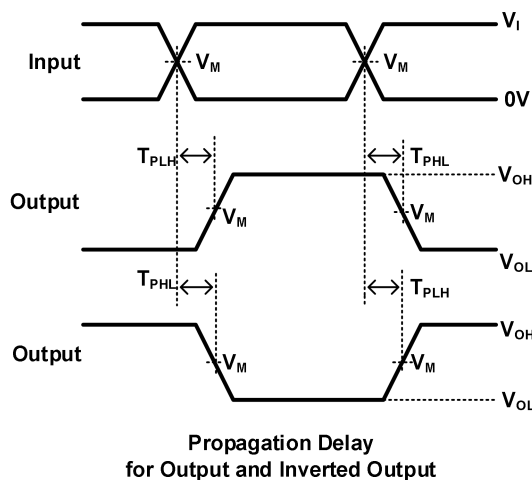 V_I
Input
V_M
V_M
0V
T_PLH
T_PHL
V_OH
Output
V_M
V_M
V_OL
T_PHL
T_PLH
V_OH
Output
V_M
V_M
V_OL
Propagation Delay
for Output and Inverted Output